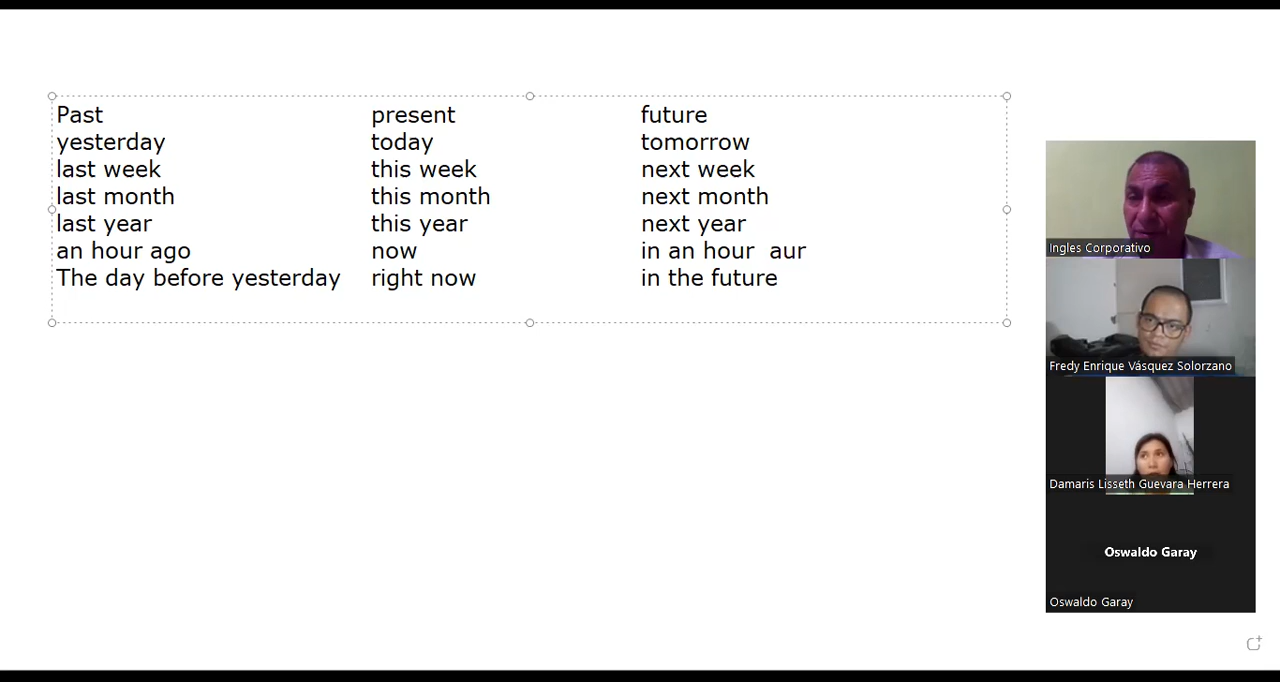 Past present future
yesterday today tomorrow
last week this week next week
last month this month next month
last year this year next year
an hour ago now in an hour  aur
The day before yesterday right now in the future
Ingles Corporativo
Fredy Enrique Vásquez Solorzano
Damaris Lisseth Guevara Herrera
Oswaldo Garay
Oswaldo Garay